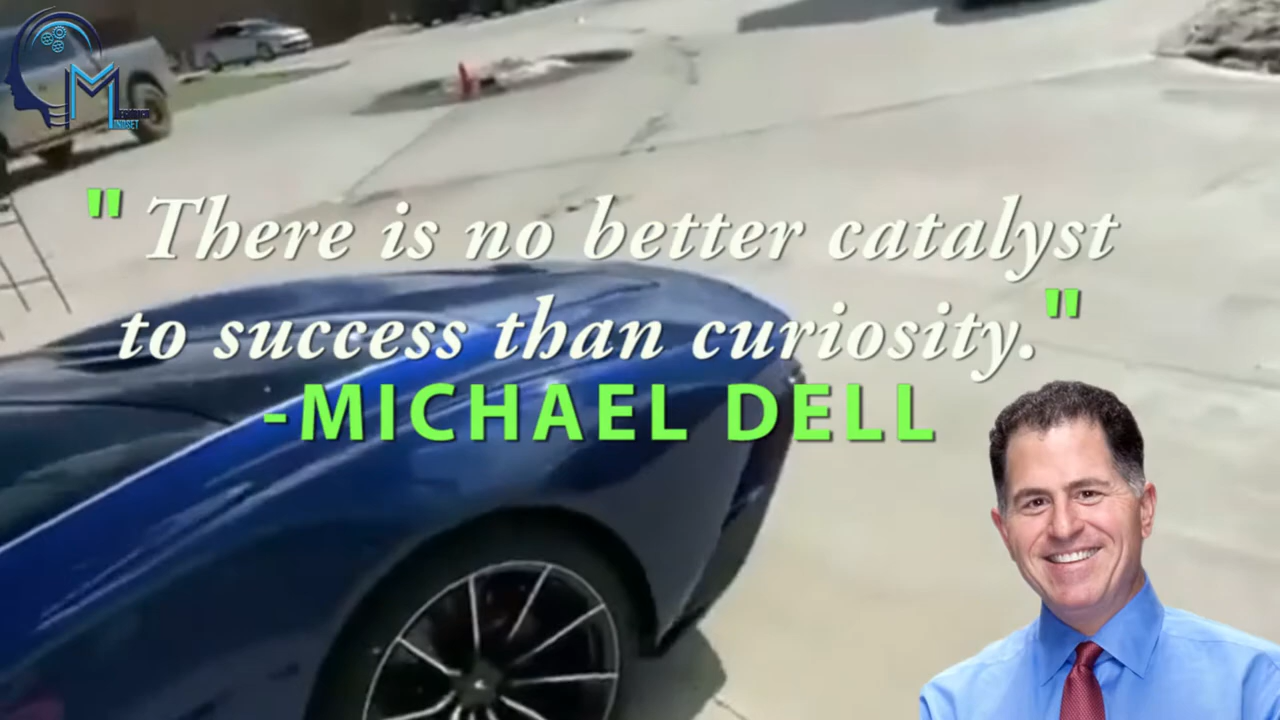 " There is no better catalyst
to success than curiosity."
-MICHAEL DELL